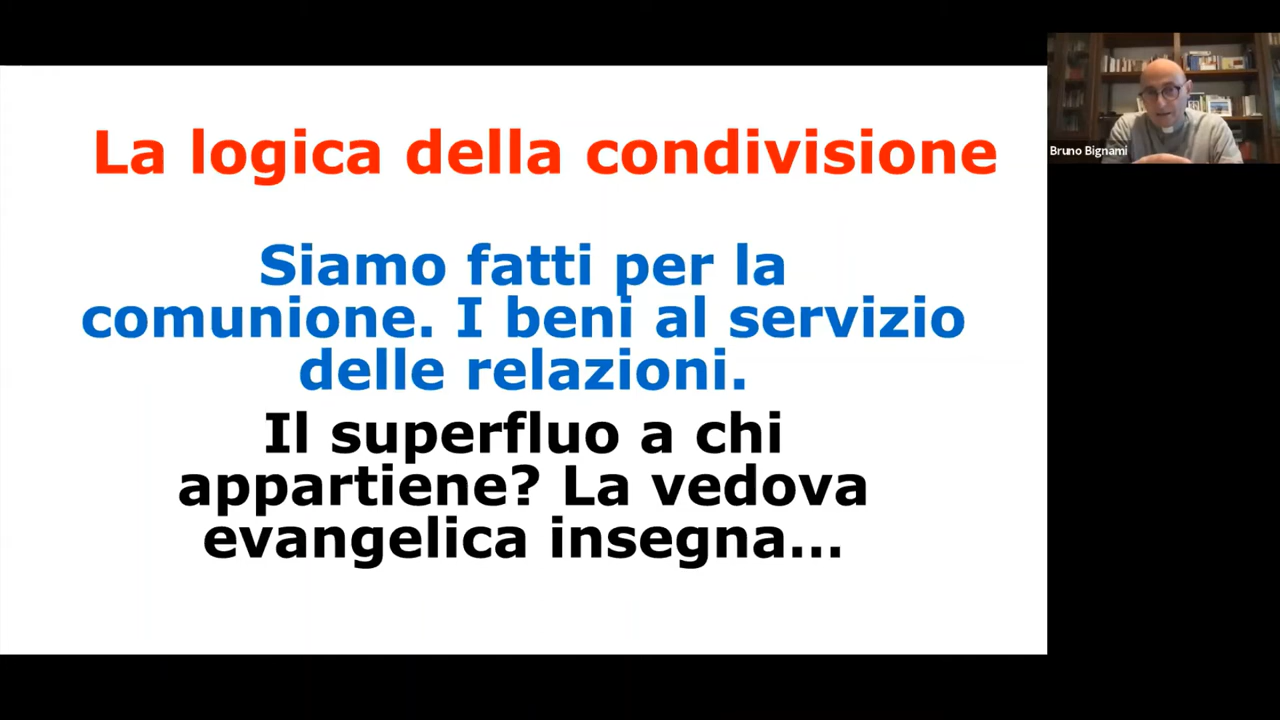 La logica della condivisione
Siamo fatti per la
comunione. I beni al servizio
delle relazioni.
Il superfluo a chi
appartiene? La vedova
evangelica insegna...
Bruno Bignami